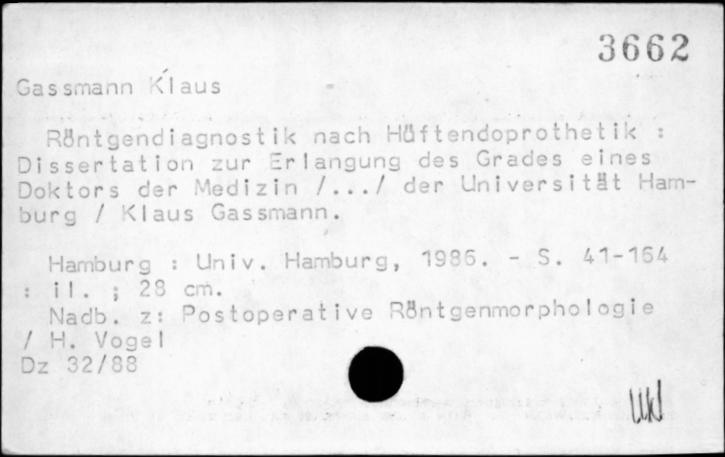 3662
Gassmann Klaus
Röntgendiagnostik nach Hüftendoprothetik :
Dissertation zur Erlangung des Grades eines
Doktors der Medizin /.../ der Universität Ham-
burg / Klaus Gassmann.
Hamburg : Univ. Hamburg, 1986. - S. 41-164
: il. ; 28 cm.
Nadb. z: Postoperative Röntgenmorphologie
/ H. Vogel
Dz 32/88